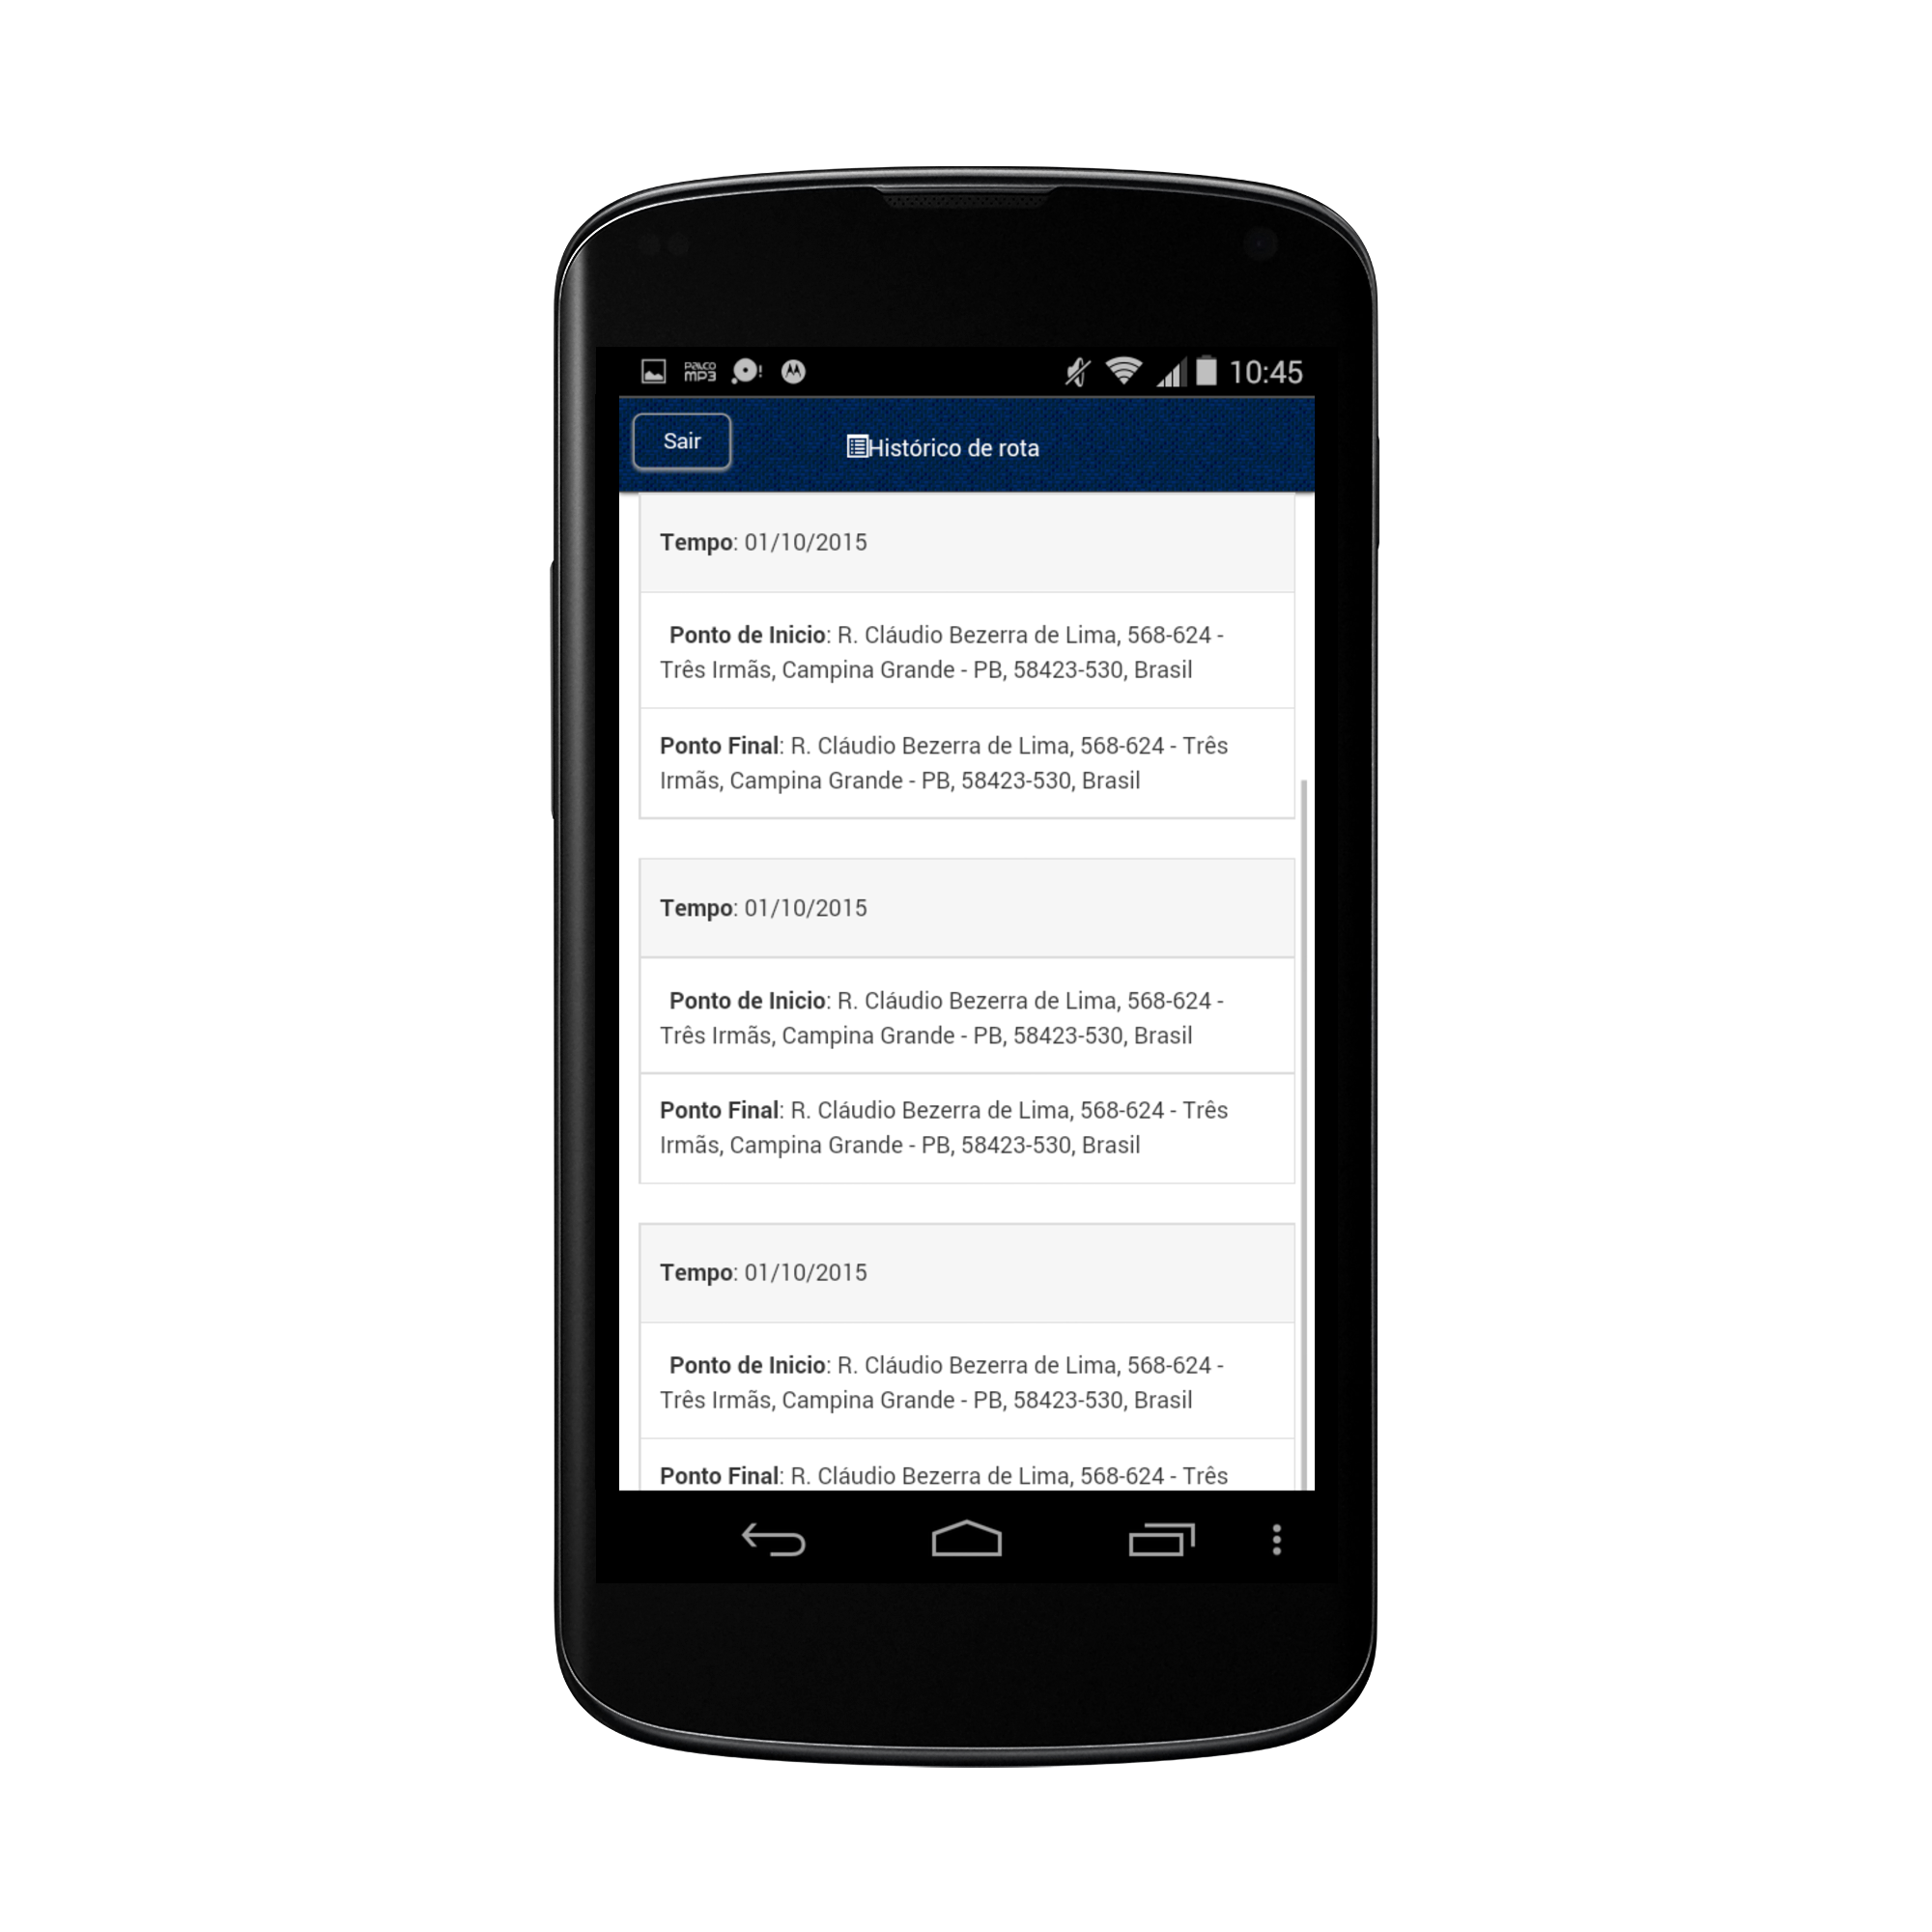 PALCO
MP3
10:45
Sair
Histórico de rota
Tempo: 01/10/2015
Ponto de Inicio: R. Cláudio Bezerra de Lima, 568-624 -
Três Irmãs, Campina Grande - PB, 58423-530, Brasil
Ponto Final: R. Cláudio Bezerra de Lima, 568-624 - Três
Irmãs, Campina Grande - PB, 58423-530, Brasil
Tempo: 01/10/2015
Ponto de Inicio: R. Cláudio Bezerra de Lima, 568-624 -
Três Irmãs, Campina Grande - PB, 58423-530, Brasil
Ponto Final: R. Cláudio Bezerra de Lima, 568-624 - Três
Irmãs, Campina Grande - PB, 58423-530, Brasil
Tempo: 01/10/2015
Ponto de Inicio: R. Cláudio Bezerra de Lima, 568-624 -
Três Irmãs, Campina Grande - PB, 58423-530, Brasil
Ponto Final: R. Cláudio Bezerra de Lima, 568-624 - Três